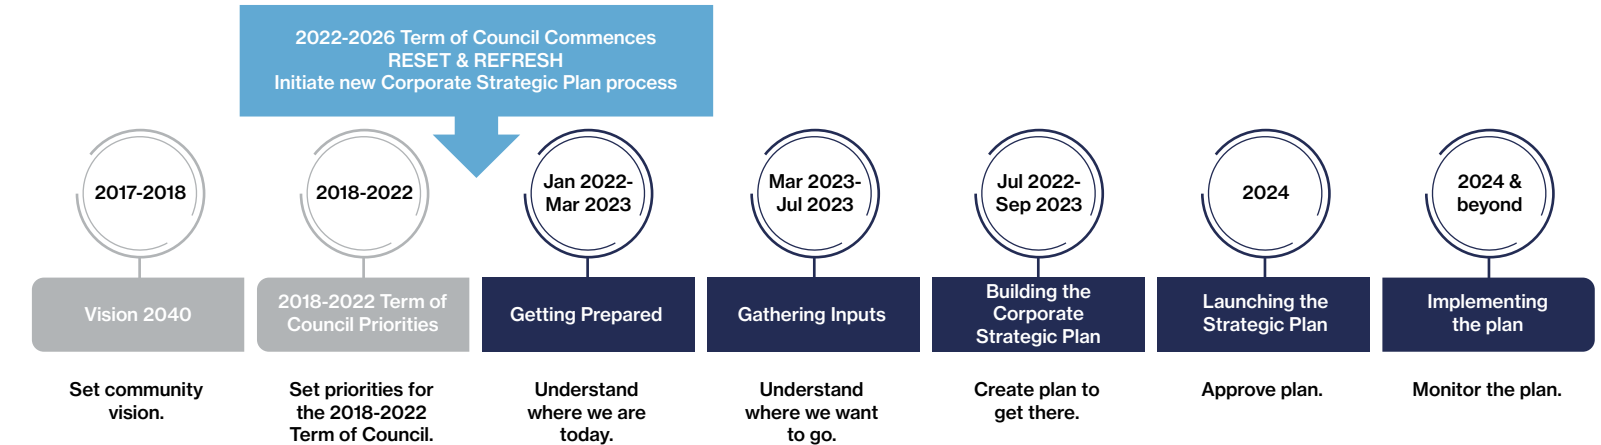 2022-2026 Term of Council Commences
RESET & REFRESH
Initiate new Corporate Strategic Plan process
2017-2018
Vision 2040
Set community
vision.
2018-2022
2018-2022 Term of
Council Priorities
Set priorities for
the 2018-2022
Term of Council.
Jan 2022-
Mar 2023
Getting Prepared
Understand
where we are
today.
Mar 2023-
Jul 2023
Gathering Inputs
Understand
where we want
to go.
Jul 2022-
Sep 2023
Building the
Corporate
Strategic Plan
Create plan to
get there.
2024
Launching the
Strategic Plan
Approve plan.
2024 &
beyond
Implementing
the plan
Monitor the plan.